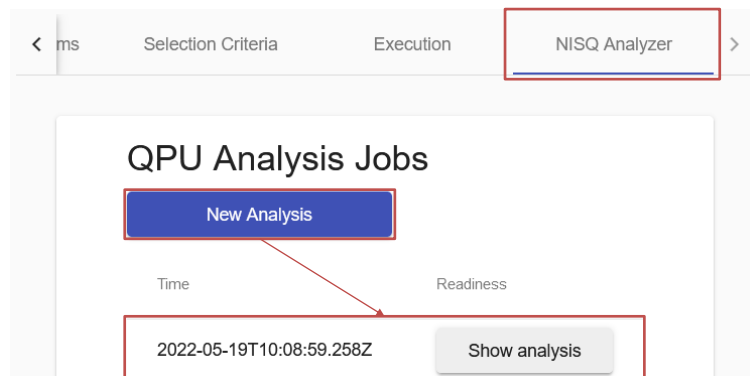 ms Selection Criteria Execution NISQ Analyzer
QPU Analysis Jobs
New Analysis
Time Readiness
2022-05-19T10:08:59.258Z Show analysis